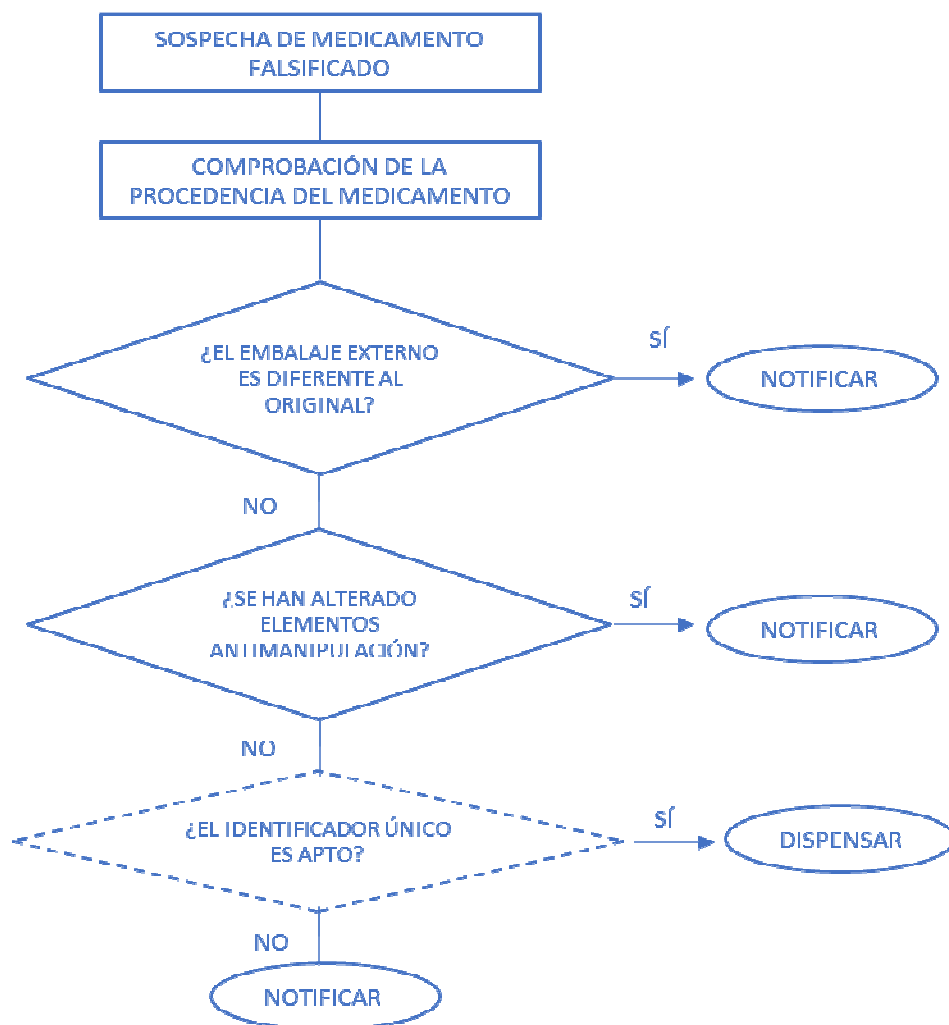 SOSPECHA DE MEDICAMENTO
FALSIFICADO
COMPROBACIÓN DE LA
PROCEDENCIA DEL MEDICAMENTO
¿EL EMBALAJE EXTERNO
ES DIFERENTE AL
ORIGINAL?
SÍ
NOTIFICAR
NO
¿SE HAN ALTERADO
ELEMENTOS
ANTIMANIPULACIÓN?
SÍ
NOTIFICAR
NO
¿EL IDENTIFICADOR ÚNICO
ES APTO?
SÍ
DISPENSAR
NO
NOTIFICAR